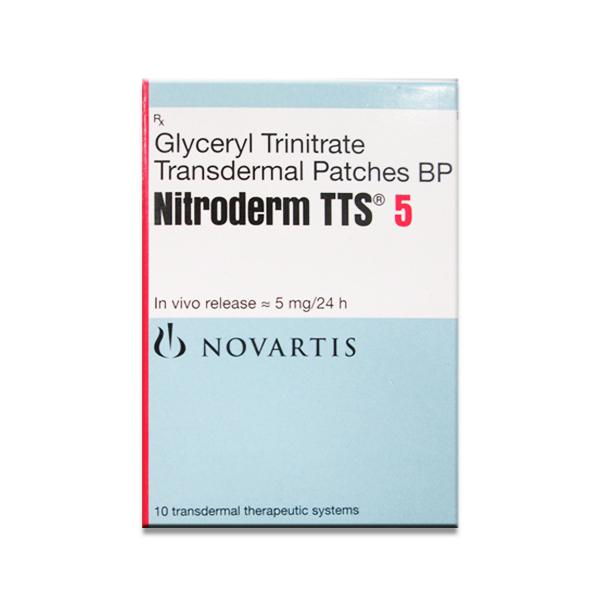 Rx
Glyceryl Trinitrate
Transdermal Patches BP
Nitroderm TTS® 5
In vivo release ≈ 5 mg/24 h
NOVARTIS
10 transdermal therapeutic systems